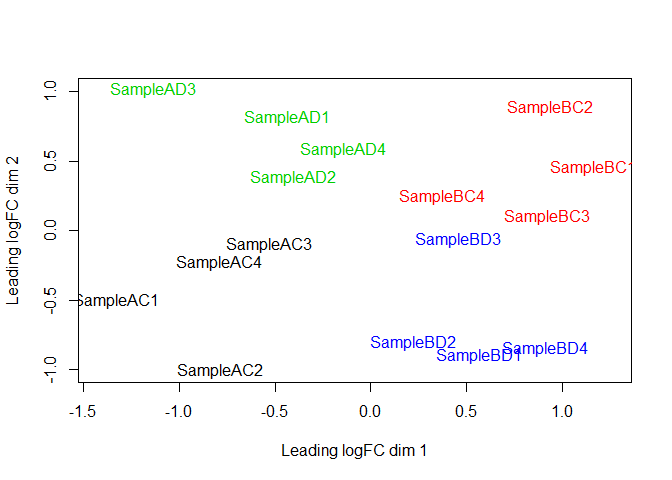 SampleAD3
SampleBC2
SampleAD1
SampleAD4
SampleBC1
SampleAD2
SampleBC4
SampleBC3
SampleBD3
SampleAC3
SampleAC4
SampleAC1
SampleBD2
SampleBD4
SampleBD1
SampleAC2
1.0
0.5
0.0
-0.5
-1.0
Leading logFC dim 2
-1.5 -1.0 -0.5 0.0 0.5 1.0
Leading logFC dim 1